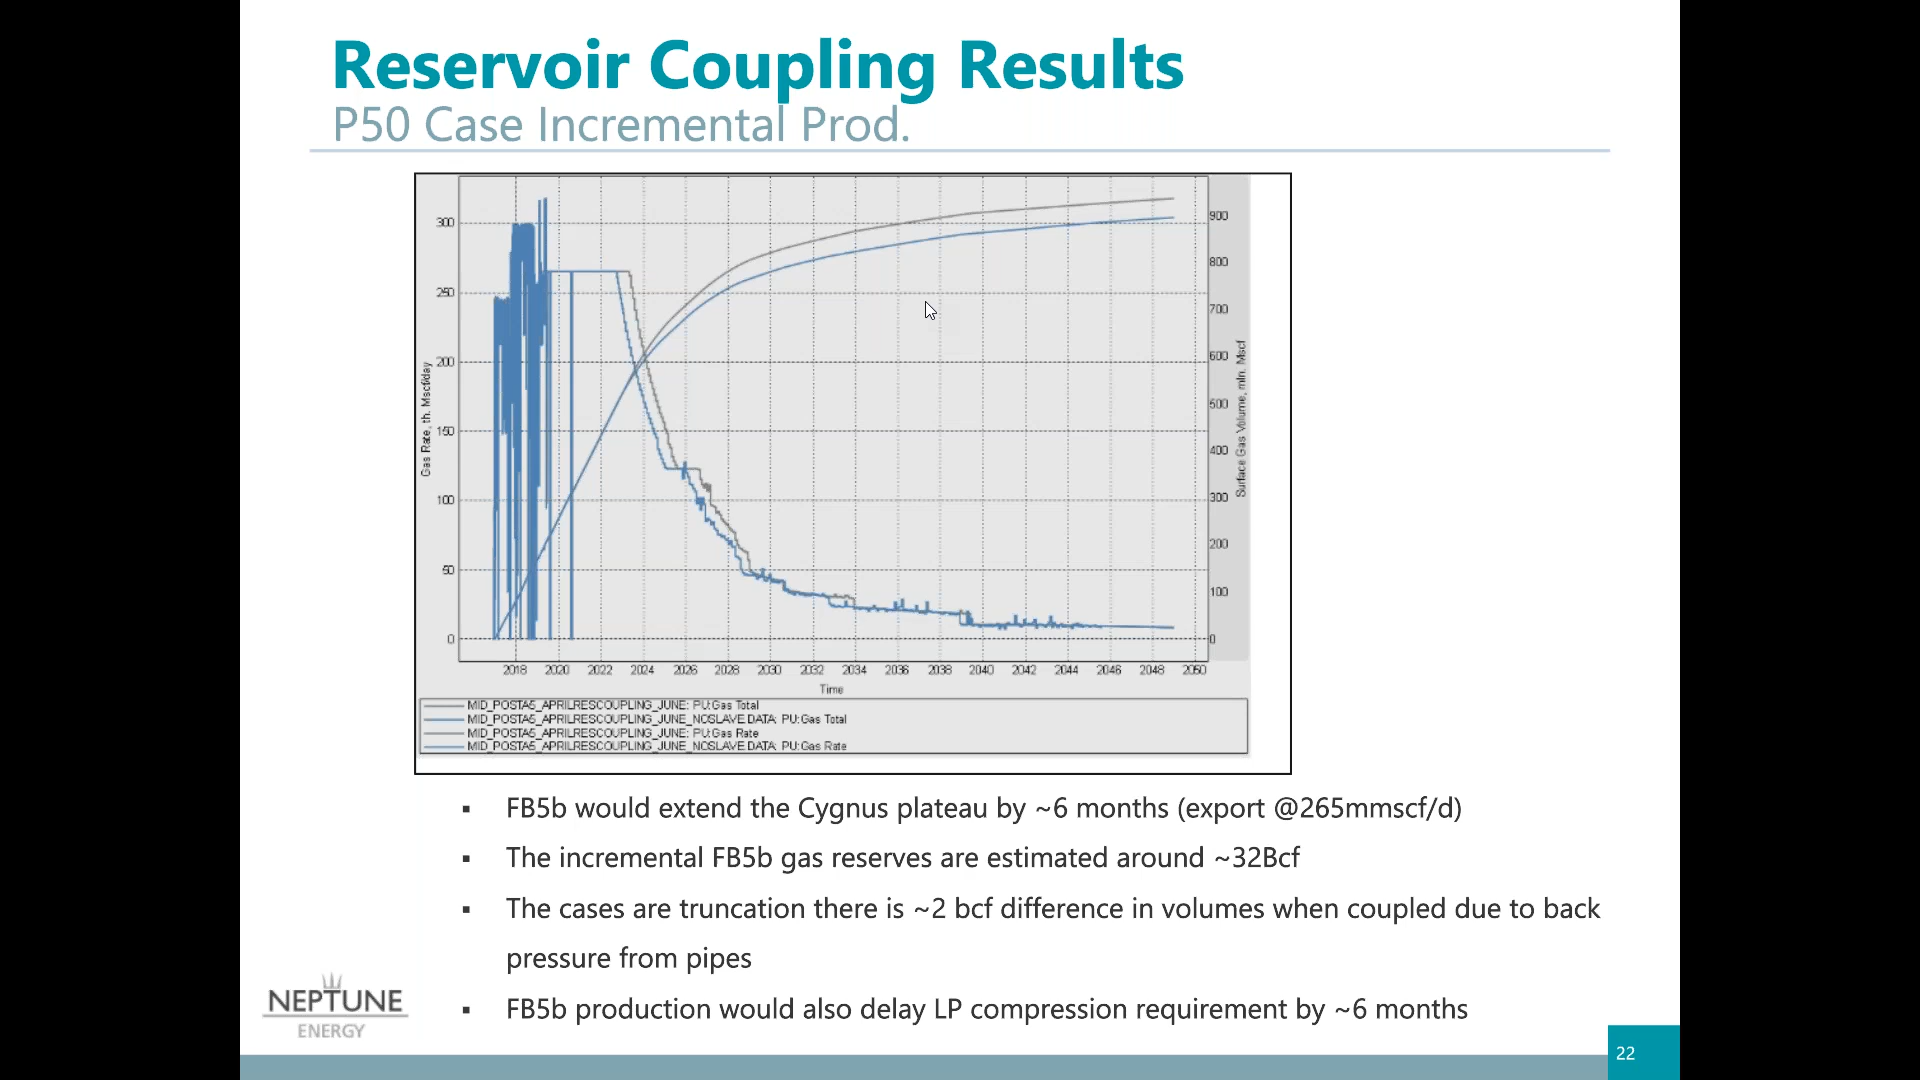 Reservoir Coupling Results
P50 Case Incremental Prod.
300
250
200
150
100
50
0
Gas Rate, th. Mscf/day
900
800
700
600
500
400
300
200
100
0
Surface Gas Volume, mln. Mscf
2018 2020 2022 2024 2026 2028 2030 2032 2034 2036 2038 2040 2042 2044 2046 2048 2050
Time
MID_POSTA5_APRILRESCOUPLING_JUNE: PU:Gas Total
MID_POSTA5_APRILRESCOUPLING_JUNE_NOSLAVE.DATA: PU:Gas Total
MID_POSTA5_APRILRESCOUPLING_JUNE: PU:Gas Rate
MID_POSTA5_APRILRESCOUPLING_JUNE_NOSLAVE.DATA: PU:Gas Rate
▪ FB5b would extend the Cygnus plateau by ~6 months (export @265mmscf/d)
▪ The incremental FB5b gas reserves are estimated around ~32Bcf
▪ The cases are truncation there is ~2 bcf difference in volumes when coupled due to back
pressure from pipes
▪ FB5b production would also delay LP compression requirement by ~6 months
NEPTUNE
ENERGY
22